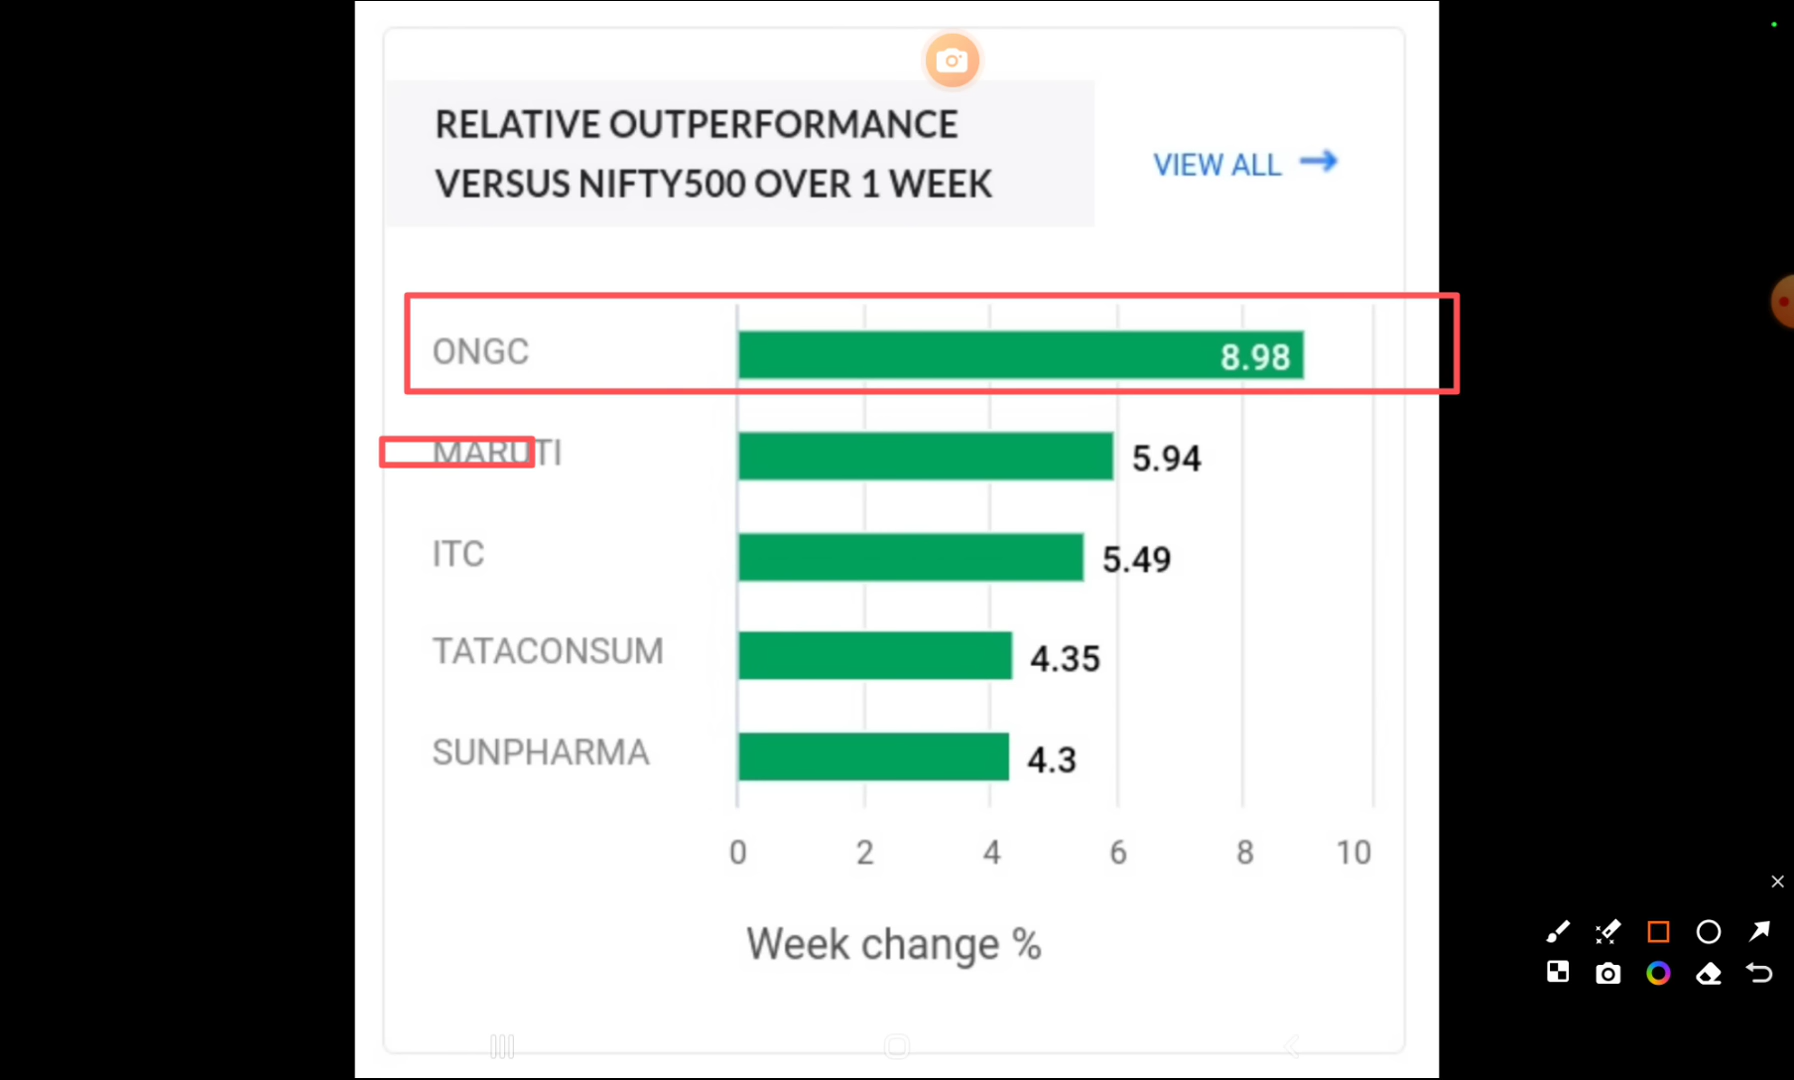 RELATIVE OUTPERFORMANCE
VERSUS NIFTY500 OVER 1 WEEK
VIEW ALL
ONGC 8.98
MARUTI 5.94
ITC 5.49
TATACONSUM 4.35
SUNPHARMA 4.3
0 2 4 6 8 10
Week change %